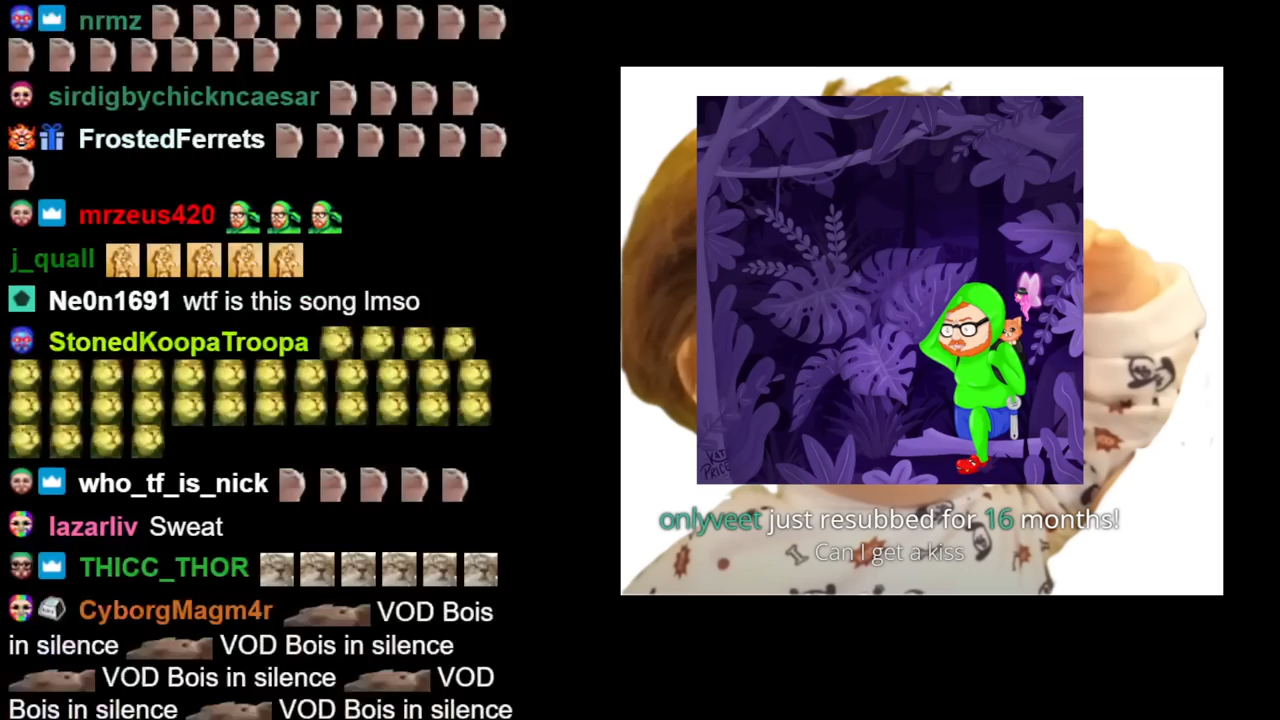 nrmz
sirdigbychickncaesar
FrostedFerrets
mrzeus420
j_quall
Ne0n1691 wtf is this song lmso
StonedKoopaTroopa
who_tf_is_nick
lazarliv Sweat
THICC_THOR
CyborgMagm4r VOD Bois
in silence VOD Bois in silence
VOD Bois in silence VOD
Bois in silence VOD Bois in silence
KAT
PRICE
onlyveet just resubbed for 16 months!
Can I get a kiss